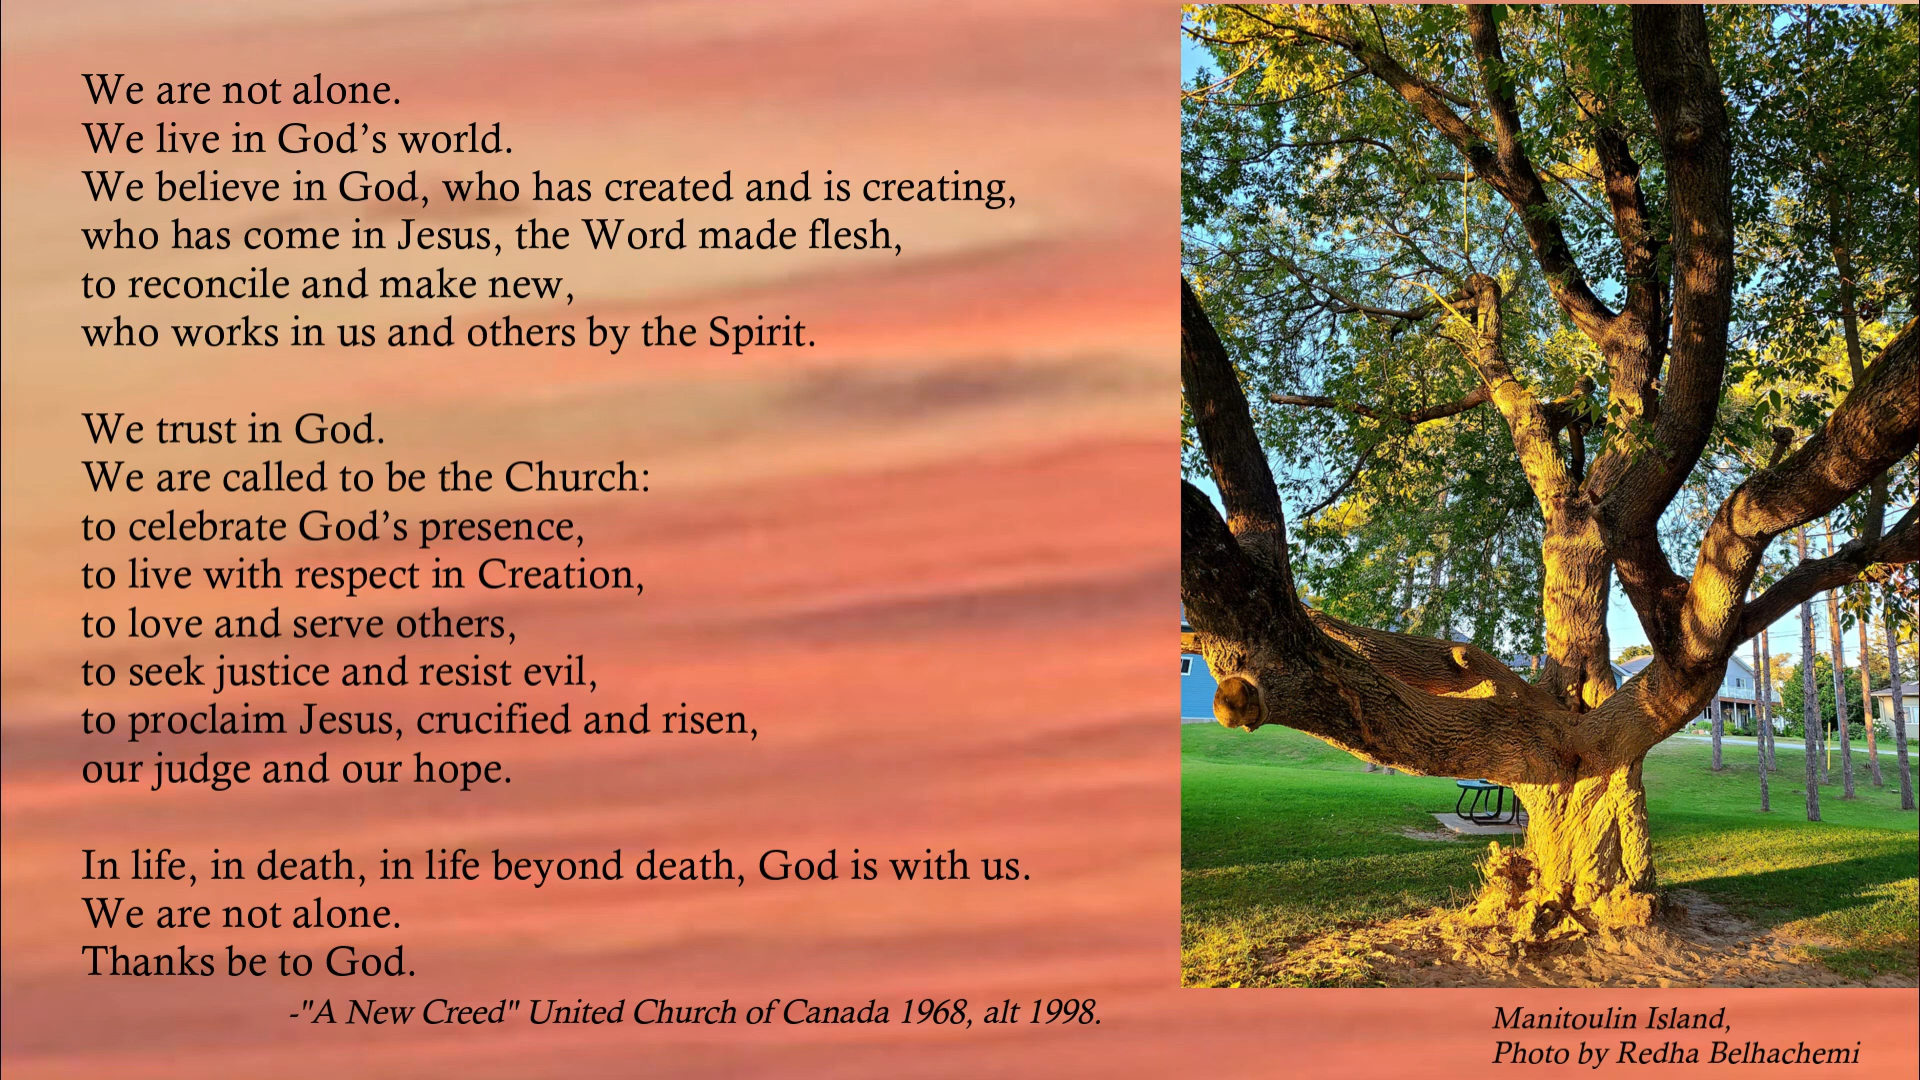 We are not alone.
We live in God’s world.
We believe in God, who has created and is creating,
who has come in Jesus, the Word made flesh,
to reconcile and make new,
who works in us and others by the Spirit.
We trust in God.
We are called to be the Church:
to celebrate God’s presence,
to live with respect in Creation,
to love and serve others,
to seek justice and resist evil,
to proclaim Jesus, crucified and risen,
our judge and our hope.
In life, in death, in life beyond death, God is with us.
We are not alone.
Thanks be to God.
-"A New Creed" United Church of Canada 1968, alt 1998.
Manitoulin Island,
Photo by Redha Belhachemi